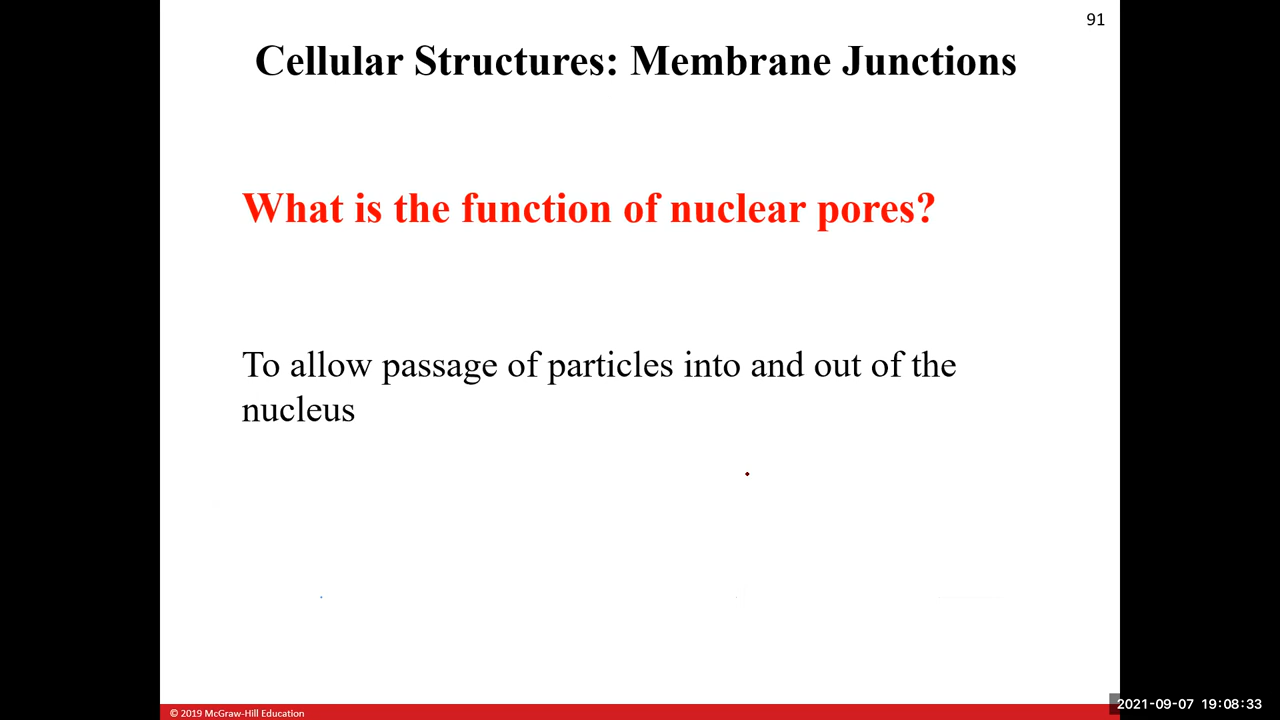 91
Cellular Structures: Membrane Junctions
What is the function of nuclear pores?
To allow passage of particles into and out of the
nucleus
© 2019 McGraw-Hill Education
2021-09-07 19:08:33